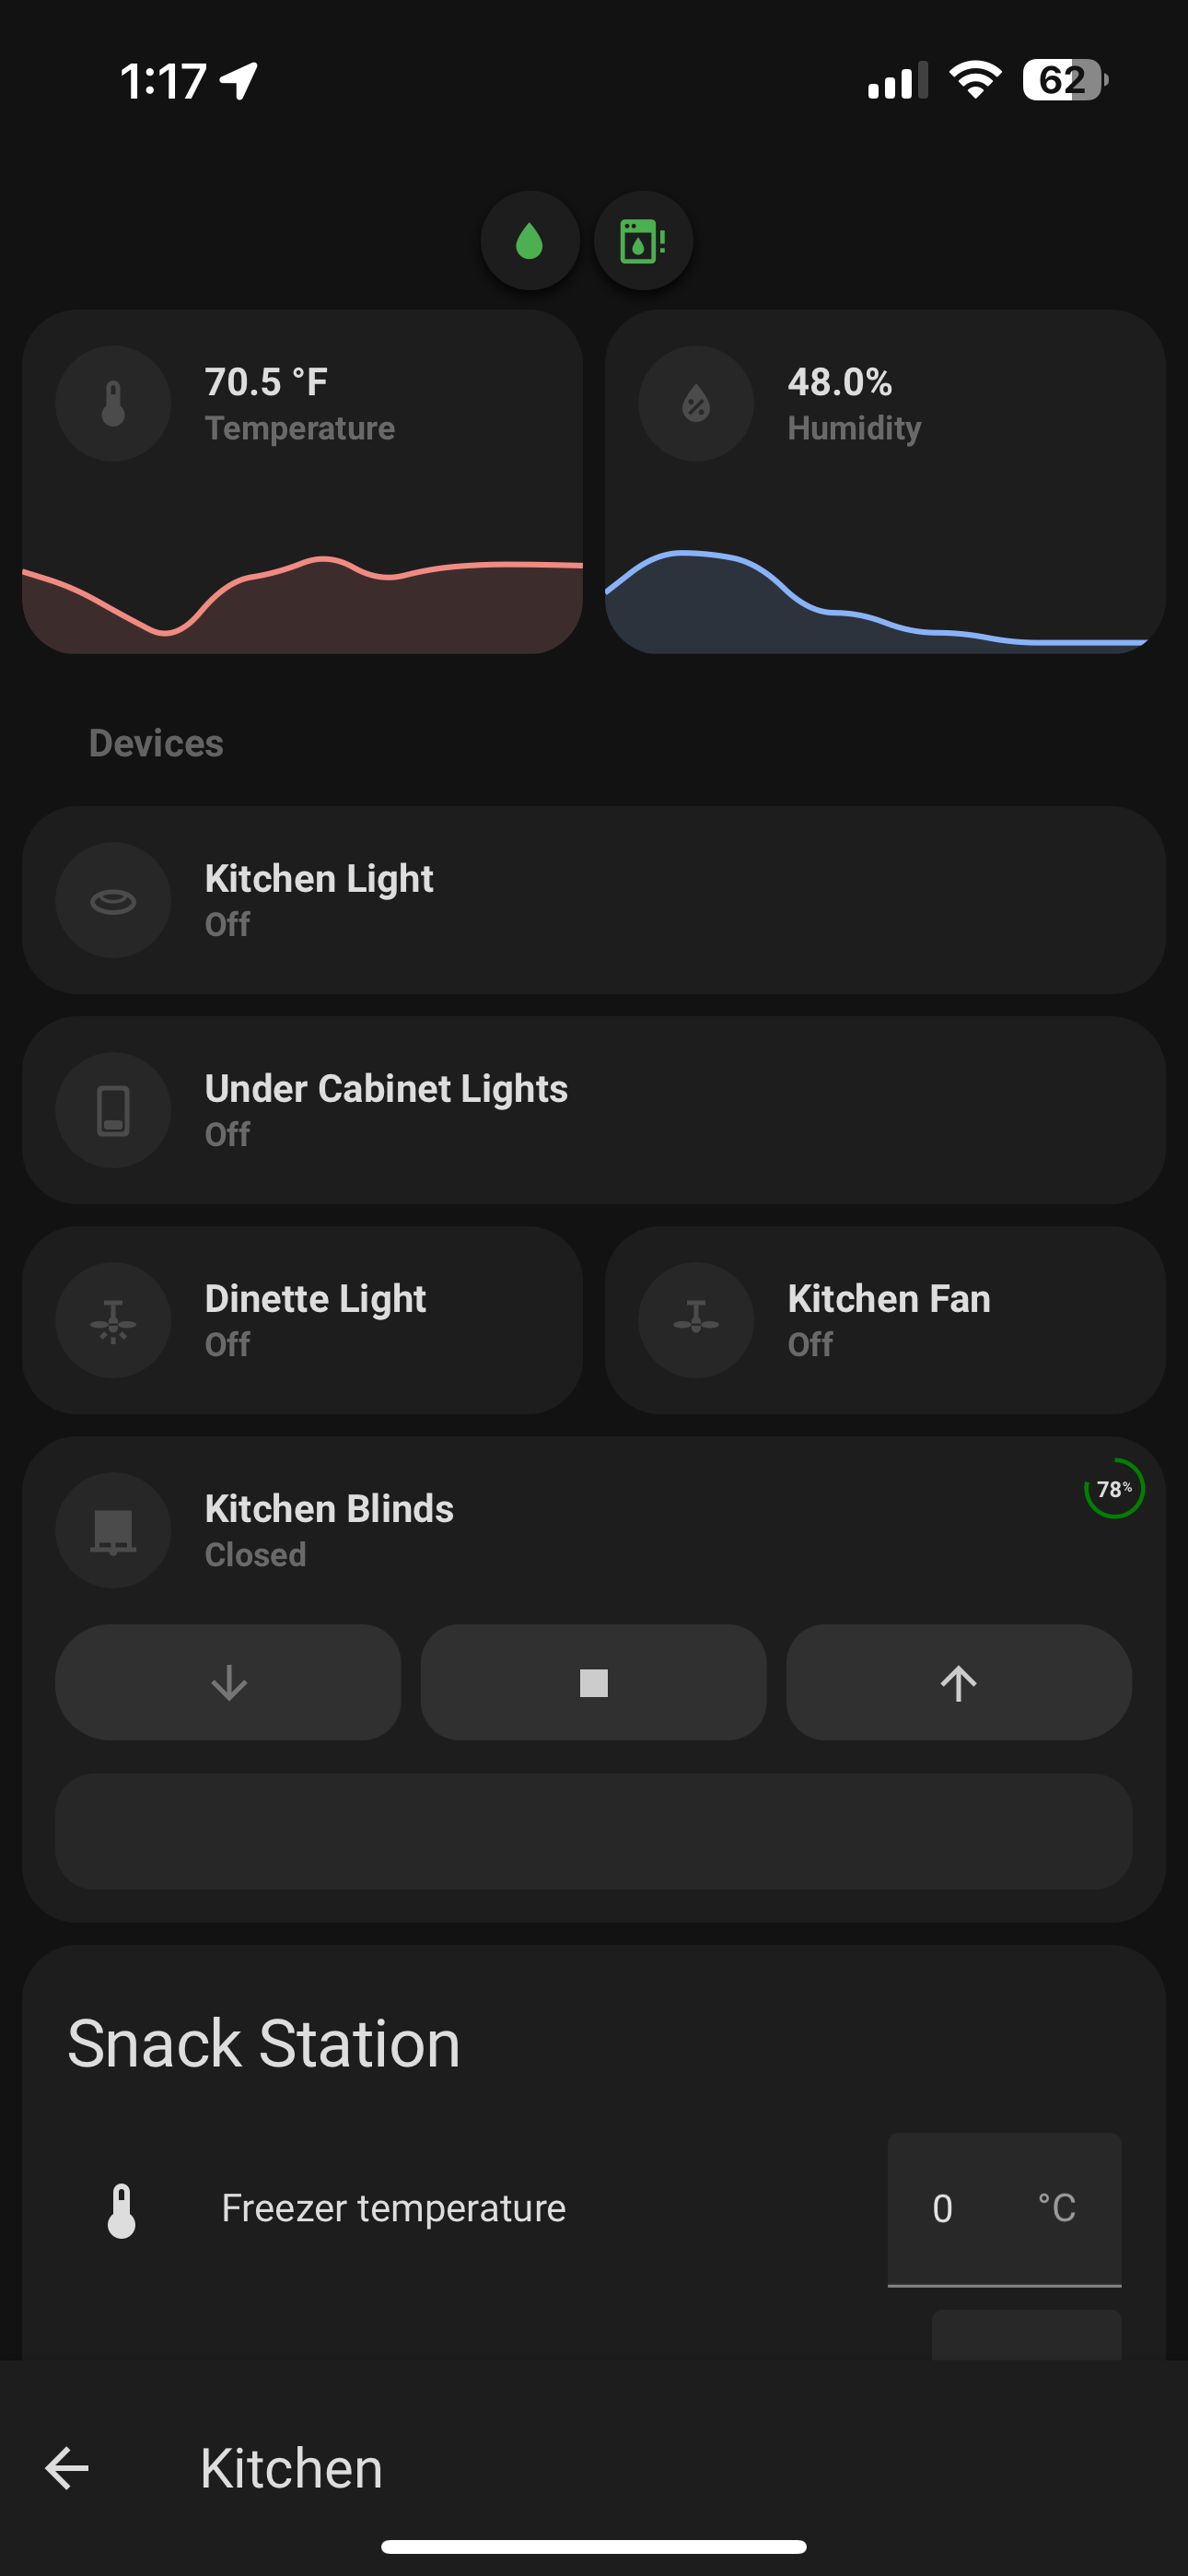 1:17
62
70.5 °F
Temperature
48.0%
Humidity
Devices
Kitchen Light
Off
Under Cabinet Lights
Off
Dinette Light
Off
Kitchen Fan
Off
Kitchen Blinds
Closed
78%
Snack Station
Freezer temperature
0 °C
Kitchen